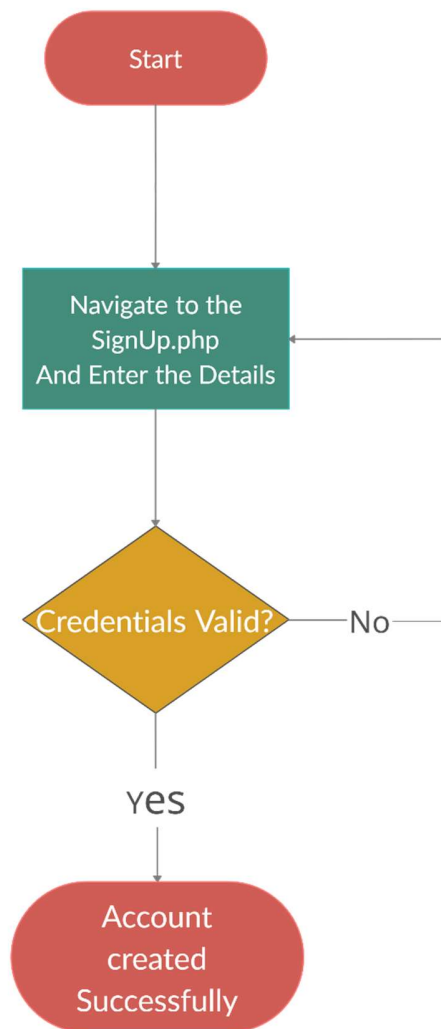 Start
Navigate to the
SignUp.php
And Enter the Details
Credentials Valid?
No
Yes
Account
created
Successfully